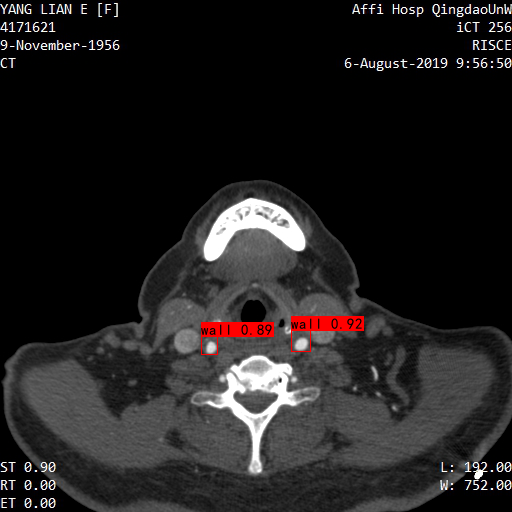 YANG LIAN E [F]
4171621
9-November-1956
CT
Affi Hosp QingdaoUnW
iCT 256
RISCE
6-August-2019 9:56:50
wall 0.89
wall 0.92
ST 0.90
RT 0.00
ET 0.00
L: 192.00
W: 752.00